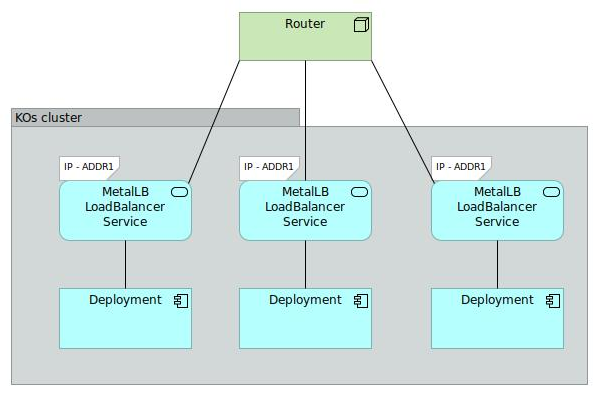 Router
KOs cluster
IP - ADDR1
IP - ADDR1
IP - ADDR1
MetalLB
LoadBalancer
Service
MetalLB
LoadBalancer
Service
MetalLB
LoadBalancer
Service
Deployment
Deployment
Deployment